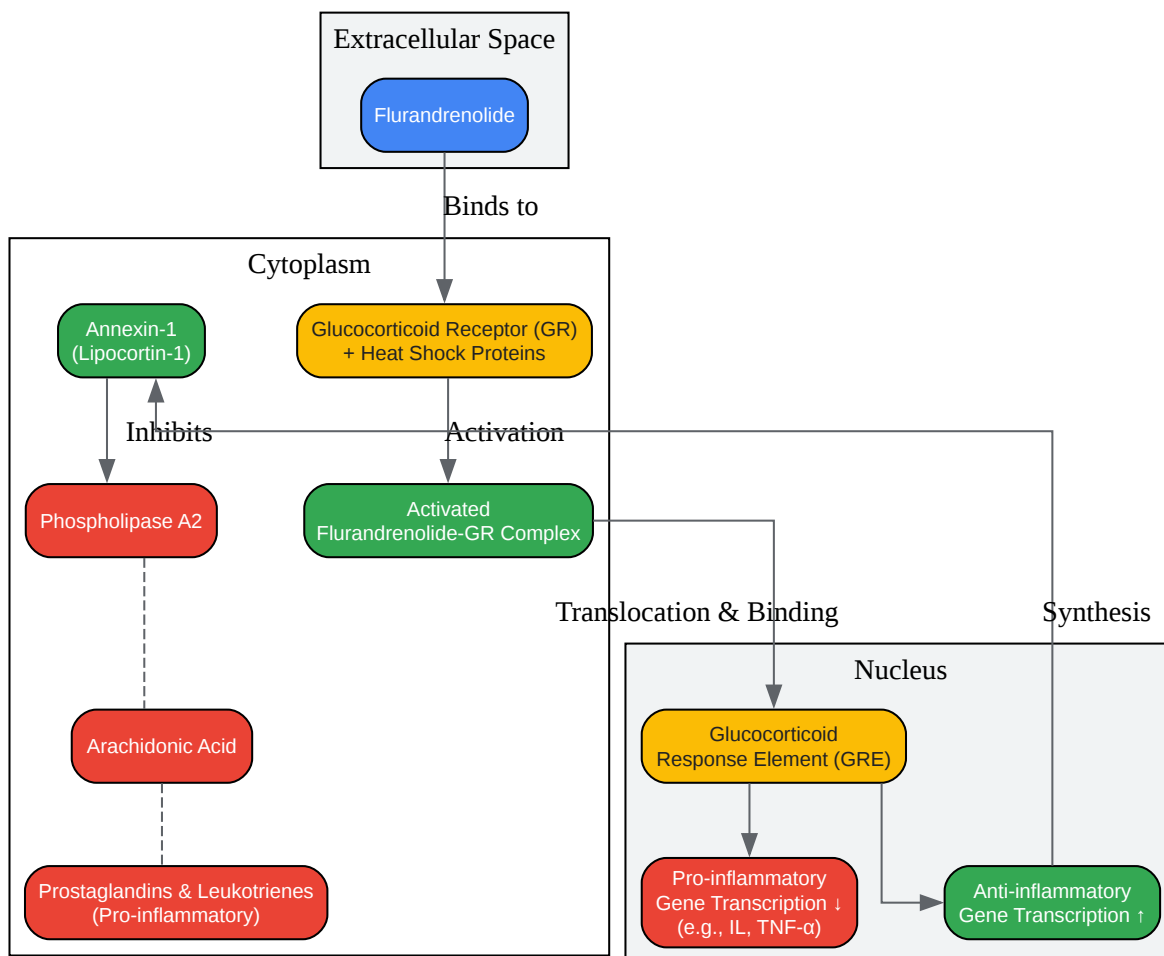 Extracellular Space
Flurandrenolide
Binds to
Cytoplasm
Annexin-1
(Lipocortin-1)
Glucocorticoid Receptor (GR)
+ Heat Shock Proteins
Inhibits
Activation
Phospholipase A2
Activated
Flurandrenolide-GR Complex
Translocation & Binding
Synthesis
Nucleus
Arachidonic Acid
Glucocorticoid
Response Element (GRE)
Prostaglandins & Leukotrienes
(Pro-inflammatory)
Pro-inflammatory
Gene Transcription ↓
(e.g., IL, TNF-α)
Anti-inflammatory
Gene Transcription ↑